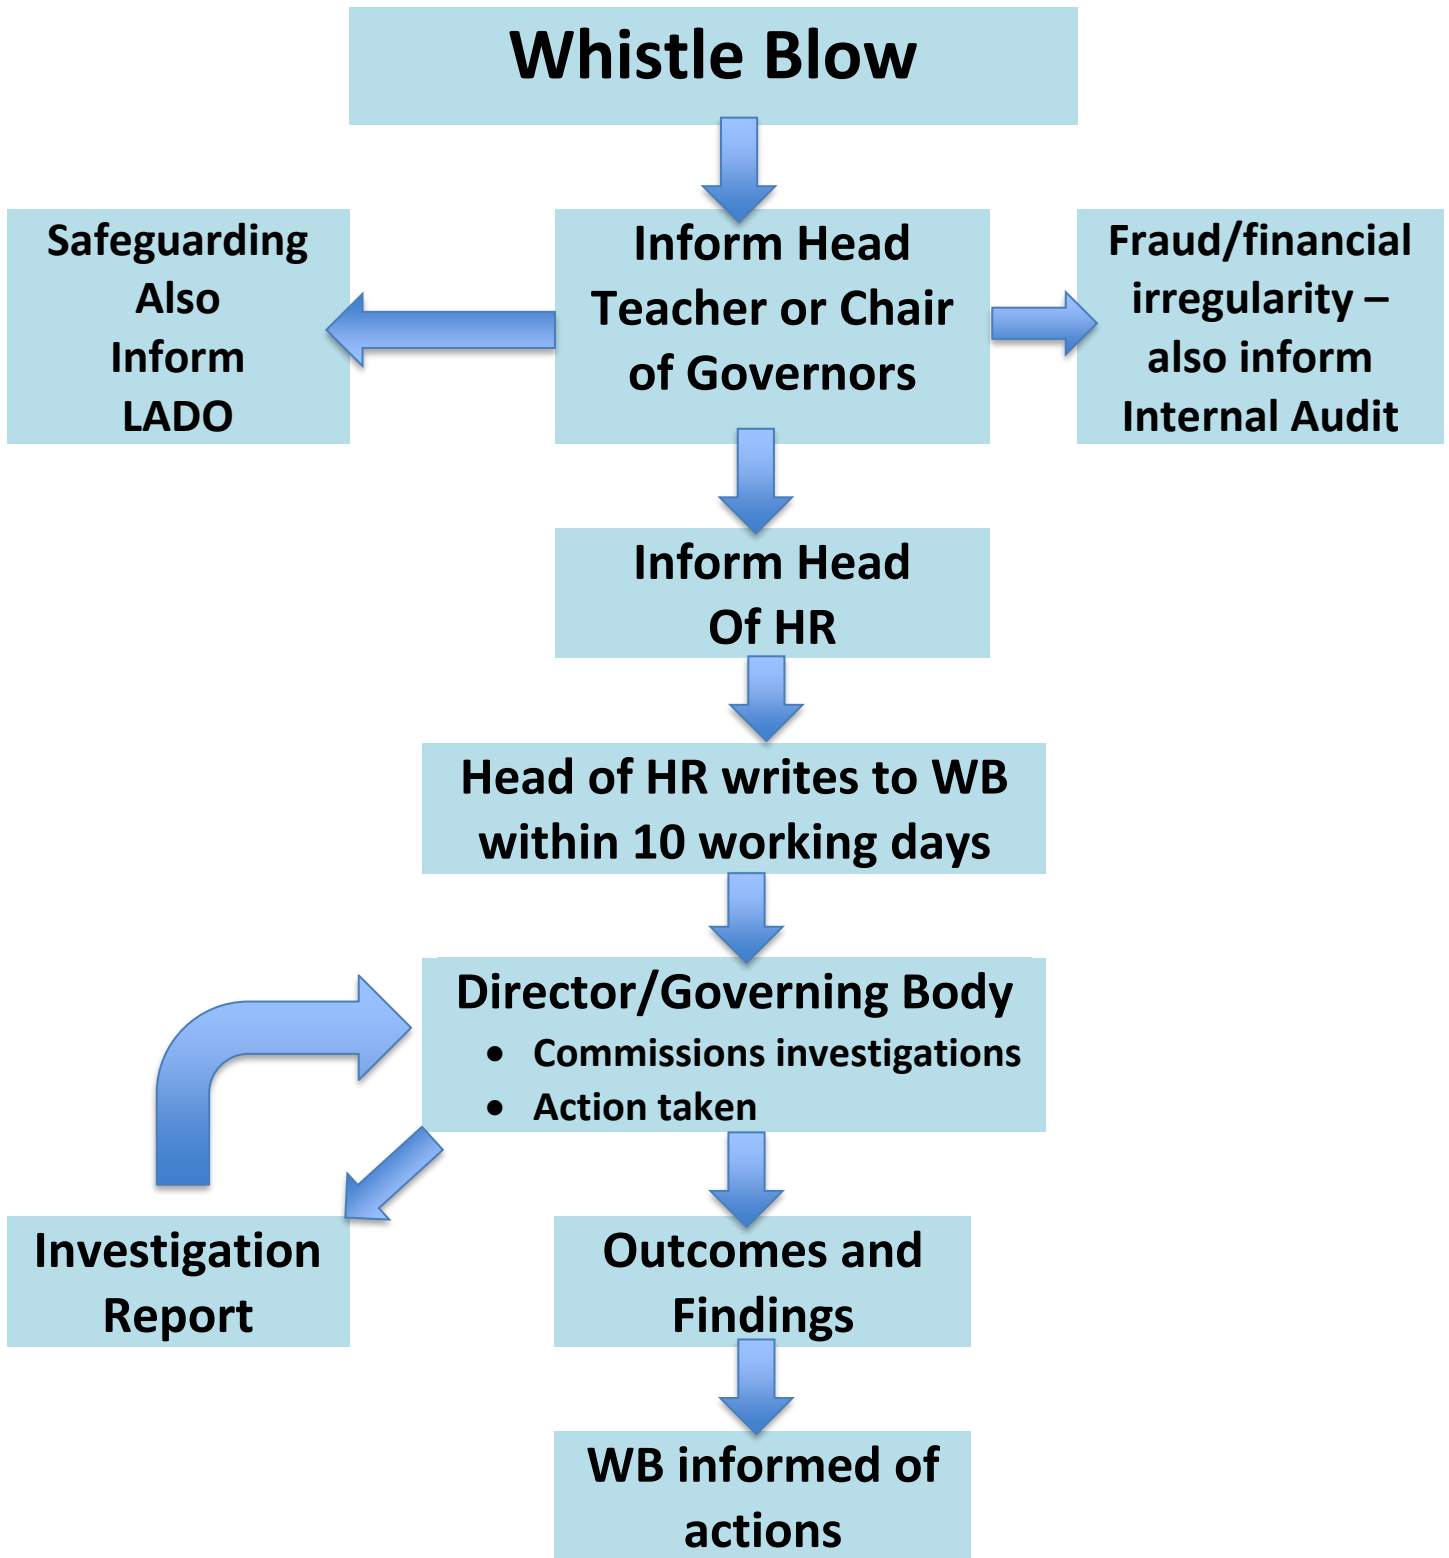 Whistle Blow
Safeguarding
Also
Inform
LADO
Inform Head
Teacher or Chair
of Governors
Fraud/financial
irregularity –
also inform
Internal Audit
Inform Head
Of HR
Head of HR writes to WB
within 10 working days
Director/Governing Body
• Commissions investigations
• Action taken
Investigation
Report
Outcomes and
Findings
WB informed of
actions